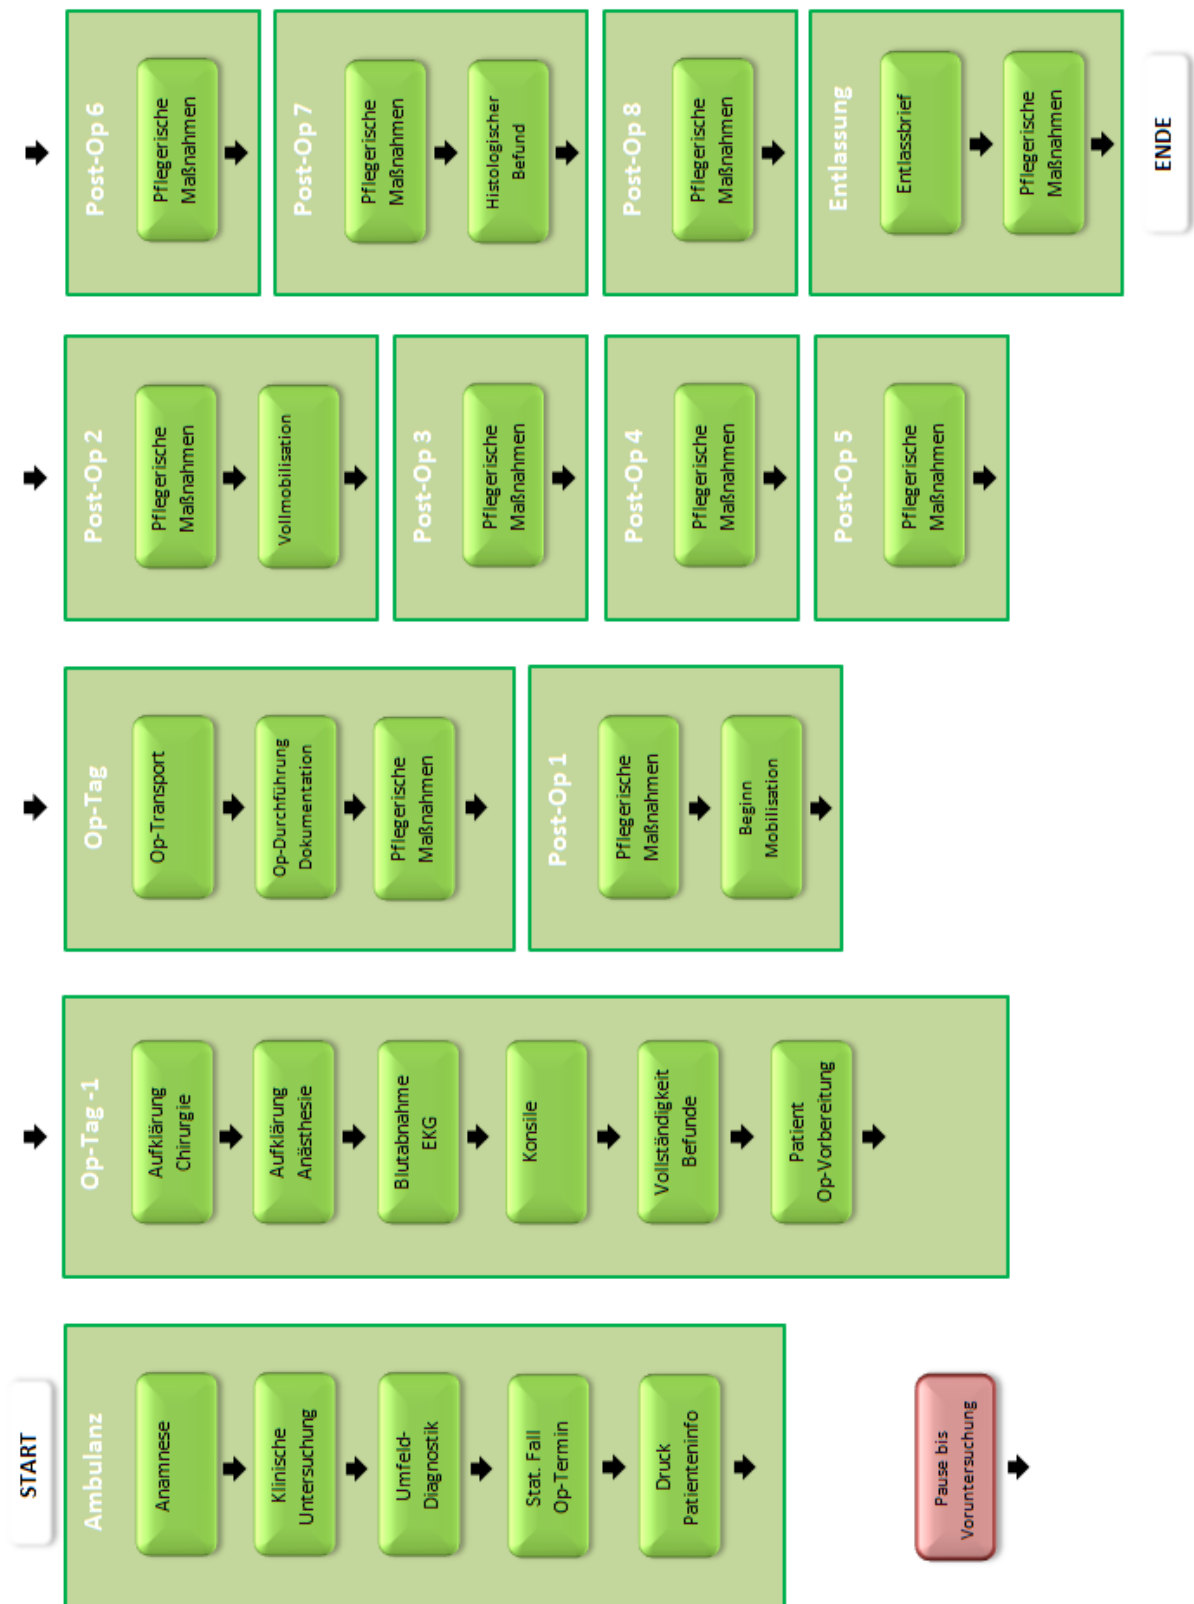 START
Ambulanz
Anamnese
Klinische
Untersuchung
Umfeld-
Diagnostik
Stat. Fall
Op-Termin
Druck
Patienteninfo
Pause bis
Voruntersuchung
Op-Tag -1
Aufklärung
Chirurgie
Aufklärung
Anästhesie
Blutabnahme
EKG
Konsile
Vollständigkeit
Befunde
Patient
Op-Vorbereitung
Op-Tag
Op-Transport
Op-Durchführung
Dokumentation
Pflegerische
Maßnahmen
Post-Op 1
Pflegerische
Maßnahmen
Beginn
Mobilisation
Post-Op 2
Pflegerische
Maßnahmen
Vollmobilisation
Post-Op 3
Pflegerische
Maßnahmen
Post-Op 4
Pflegerische
Maßnahmen
Post-Op 5
Pflegerische
Maßnahmen
Post-Op 6
Pflegerische
Maßnahmen
Post-Op 7
Pflegerische
Maßnahmen
Histologischer
Befund
Post-Op 8
Pflegerische
Maßnahmen
Entlassung
Entlassbrief
Pflegerische
Maßnahmen
ENDE